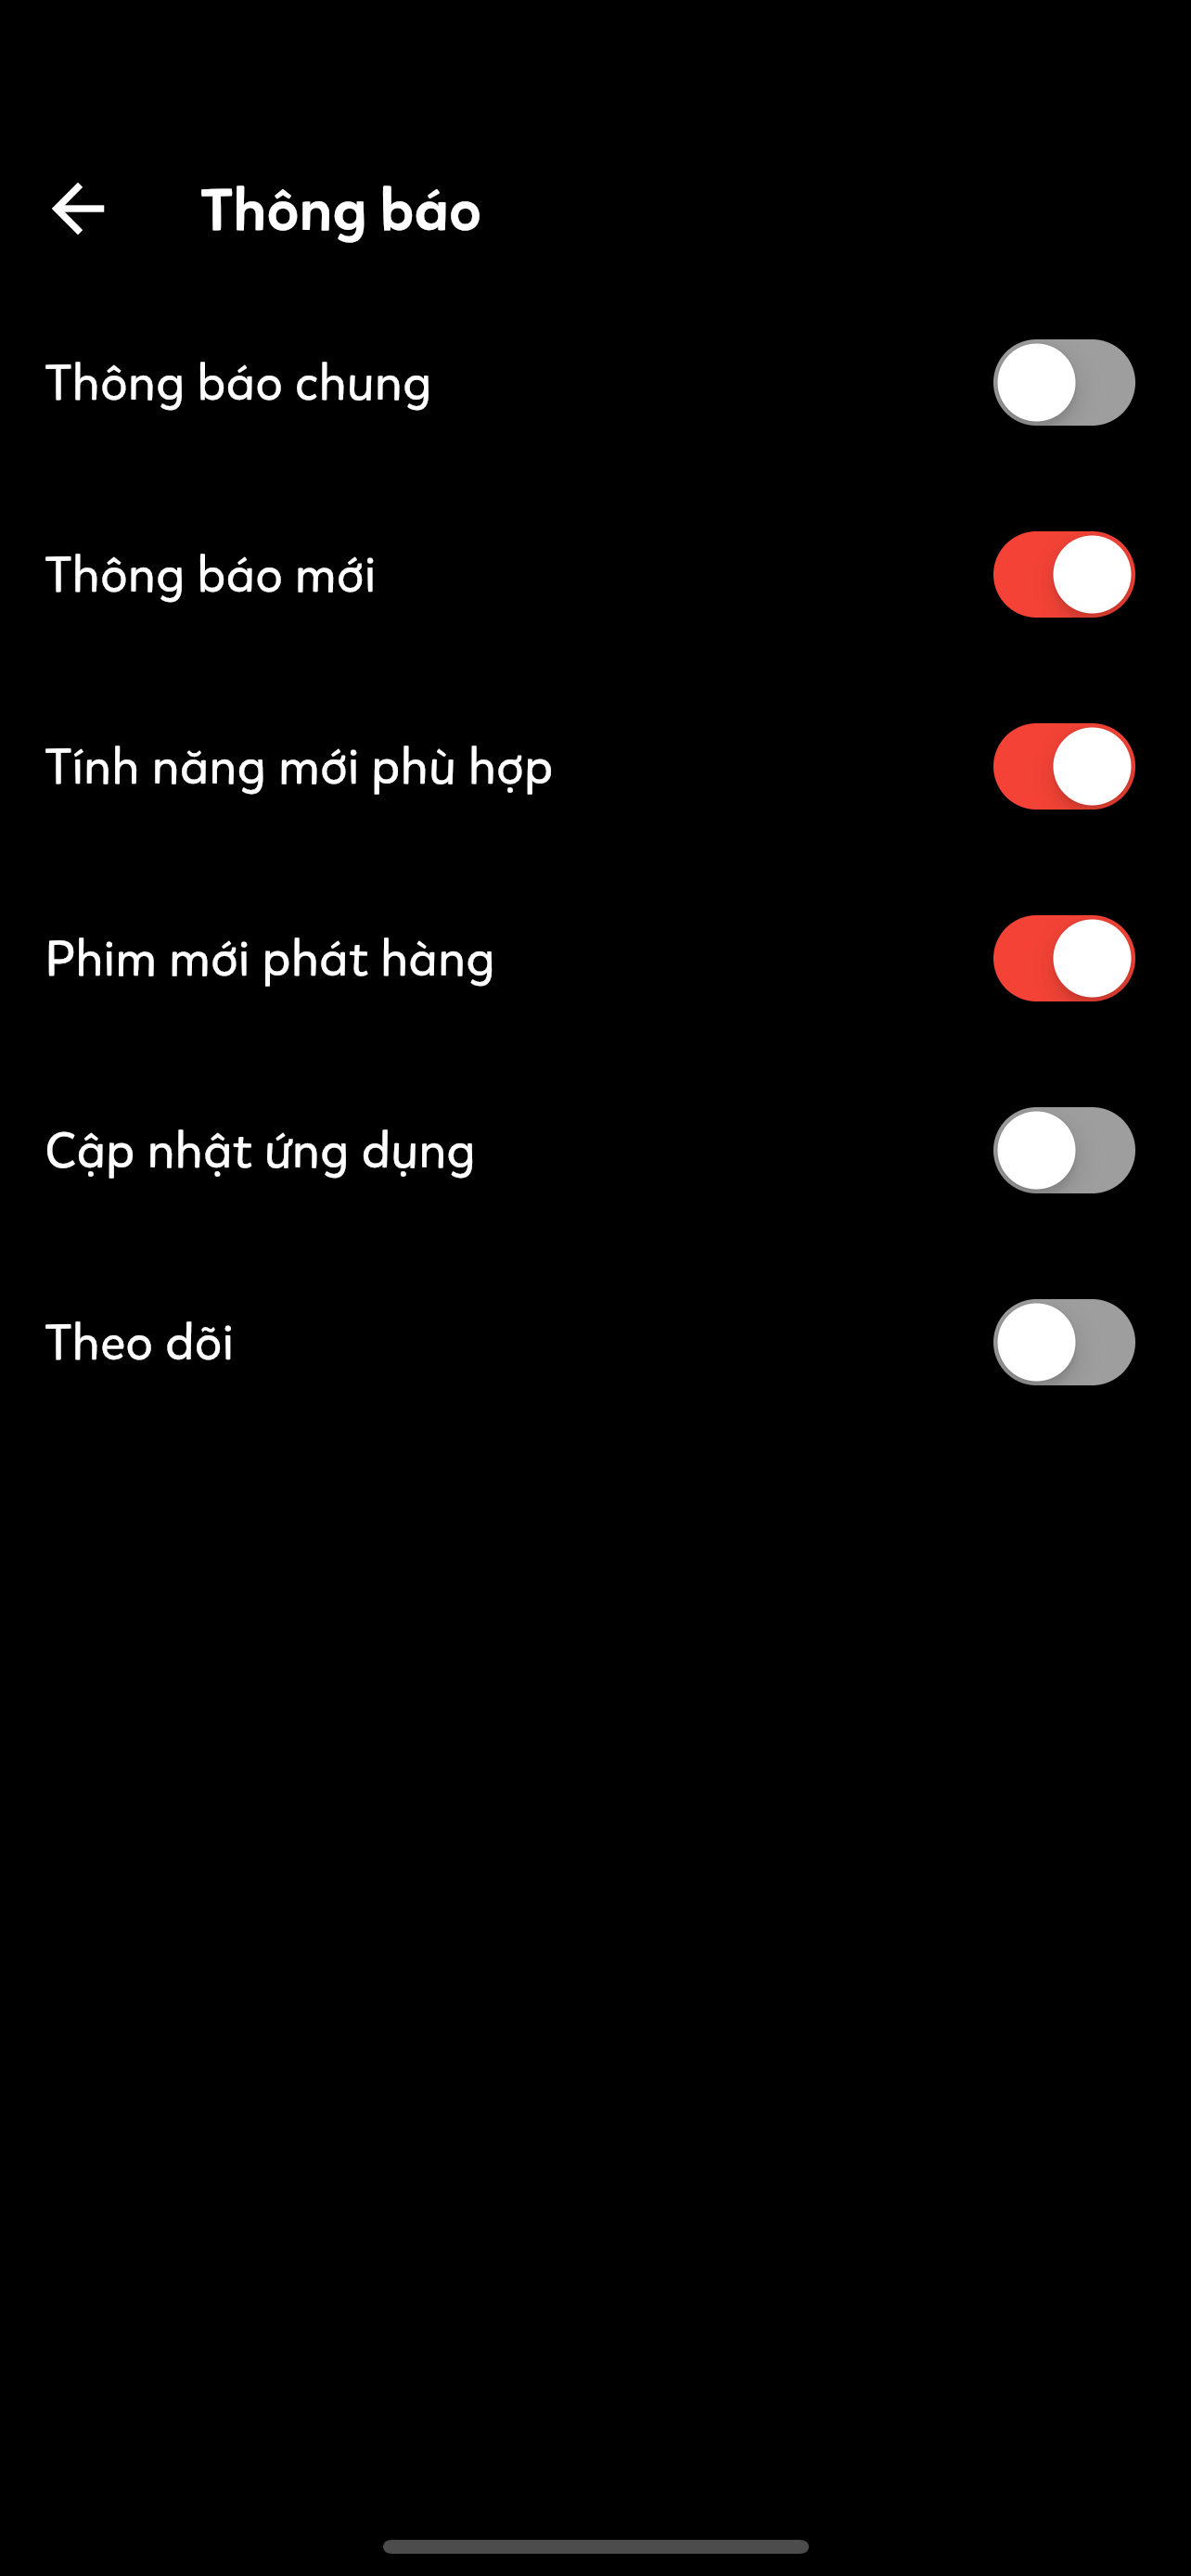 Thông báo
Thông báo chung
Thông báo mới
Tính năng mới phù hợp
Phim mới phát hàng
Cập nhật ứng dụng
Theo dõi